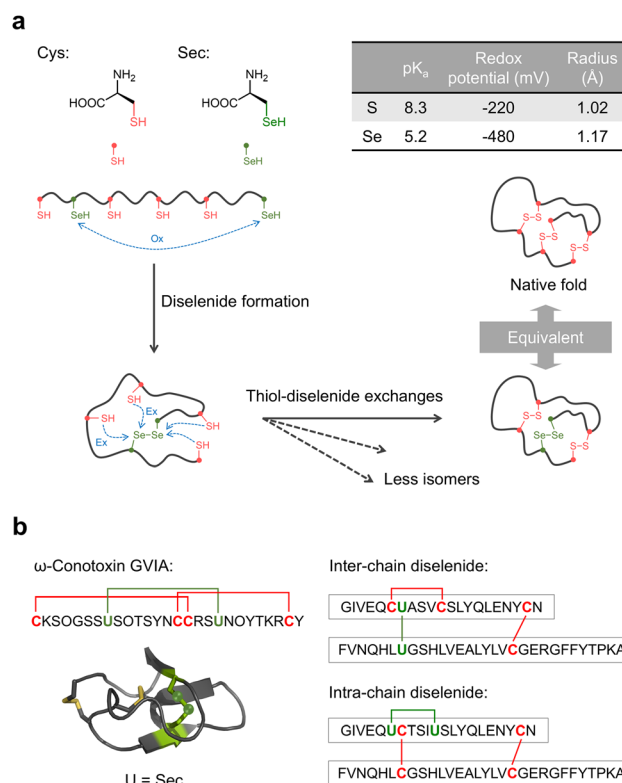 a
Cys:
Sec:
NH2
HOOC
SH
NH2
HOOC
SeH
SH
SeH
pKa
Redox potential (mV)
Radius (Å)
S 8.3 -220 1.02
Se 5.2 -480 1.17
SH SeH SH SH SH SeH
Ox
Diselenide formation
S-S
S-S
S-S
Native fold
Equivalent
SH
SH
Ex
SH
Ex
Se-Se
SH
Thiol-diselenide exchanges
Less isomers
S-S
Se-Se
S-S
b
ω-Conotoxin GVIA:
CKSOGSSUSOTSYNCCRSUNOYTKRCY
U = Sec
Inter-chain diselenide:
GIVEQCUASVCSLYQLENYCN
FVNQHLUGSHLVEALYLVCGERGFFYTPKA
Intra-chain diselenide:
GIVEQUCTSIUSLYQLENYCN
FVNQHLCGSHLVEALYLVCGERGFFYTPKA